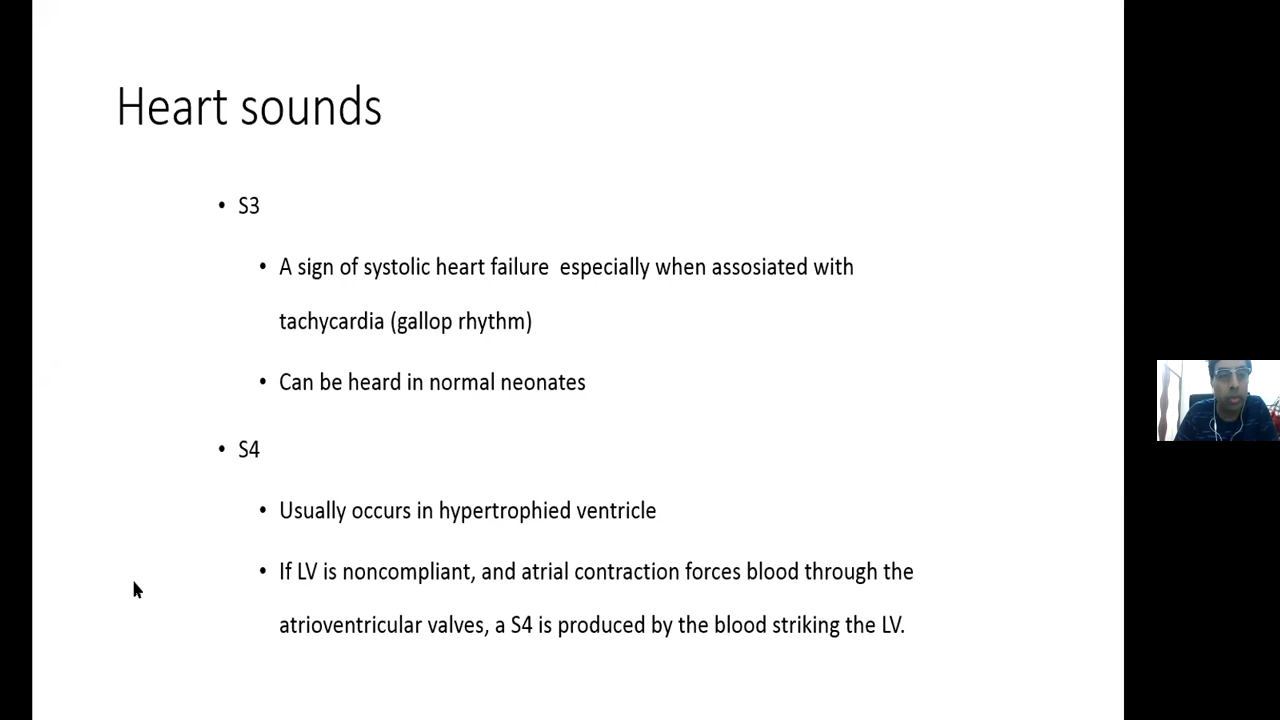 Heart sounds
• S3
• A sign of systolic heart failure especially when assosiated with
tachycardia (gallop rhythm)
• Can be heard in normal neonates
• S4
• Usually occurs in hypertrophied ventricle
• If LV is noncompliant, and atrial contraction forces blood through the
atrioventricular valves, a S4 is produced by the blood striking the LV.